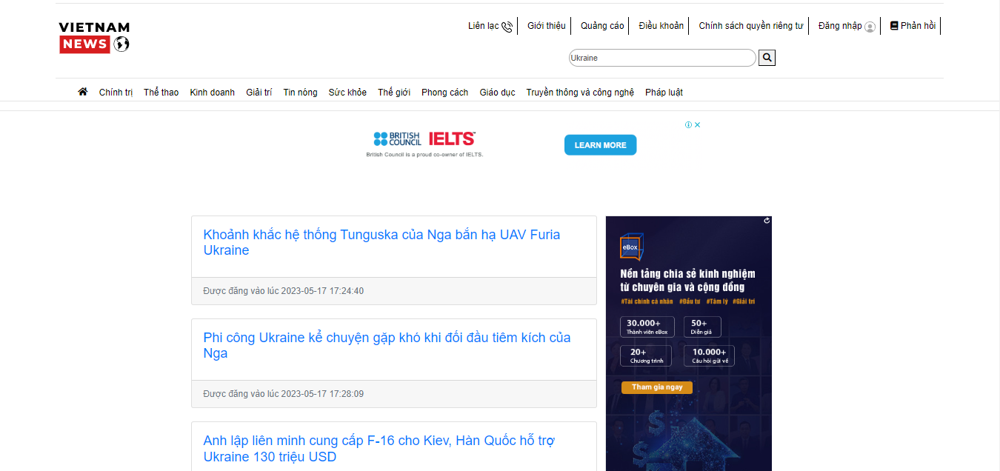 VIETNAM
NEWS
Liên lạc
Giới thiệu
Quảng cáo
Điều khoản
Chính sách quyền riêng tư
Đăng nhập
Phản hồi
Ukraine
Chính trị
Thể thao
Kinh doanh
Giải trí
Tin nóng
Sức khỏe
Thế giới
Phong cách
Giáo dục
Truyền thông và công nghệ
Pháp luật
BRITISH
COUNCIL
IELTS™
British Council is a proud co-owner of IELTS.
LEARN MORE
Khoảnh khắc hệ thống Tunguska của Nga bắn hạ UAV Furia
Ukraine
Được đăng vào lúc 2023-05-17 17:24:40
Phi công Ukraine kể chuyện gặp khó khi đối đầu tiêm kích của
Nga
Được đăng vào lúc 2023-05-17 17:28:09
Anh lập liên minh cung cấp F-16 cho Kiev, Hàn Quốc hỗ trợ
Ukraine 130 triệu USD
eBox
Nền tảng chia sẻ kinh nghiệm
từ chuyên gia và cộng đồng
#Tài chính cá nhân #Đầu tư #Tâm lý #Giải trí
30.000+
Thành viên eBox
50+
Diễn giả
20+
Chương trình
10.000+
Câu hỏi gửi về
Tham gia ngay